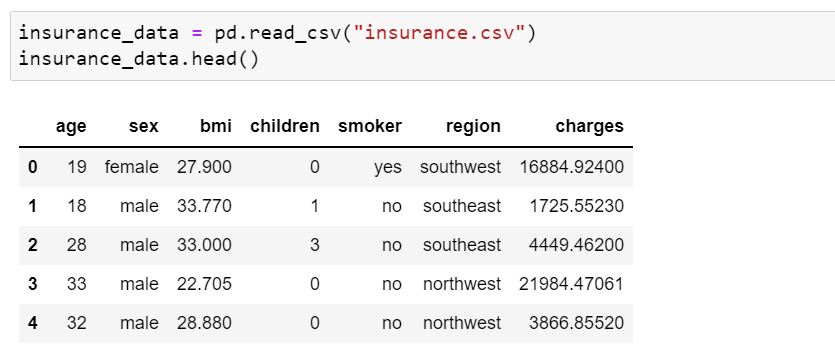 insurance_data = pd.read_csv("insurance.csv")
insurance_data.head()
age sex bmi children smoker region charges
0 19 female 27.900 0 yes southwest 16884.92400
1 18 male 33.770 1 no southeast 1725.55230
2 28 male 33.000 3 no southeast 4449.46200
3 33 male 22.705 0 no northwest 21984.47061
4 32 male 28.880 0 no northwest 3866.85520